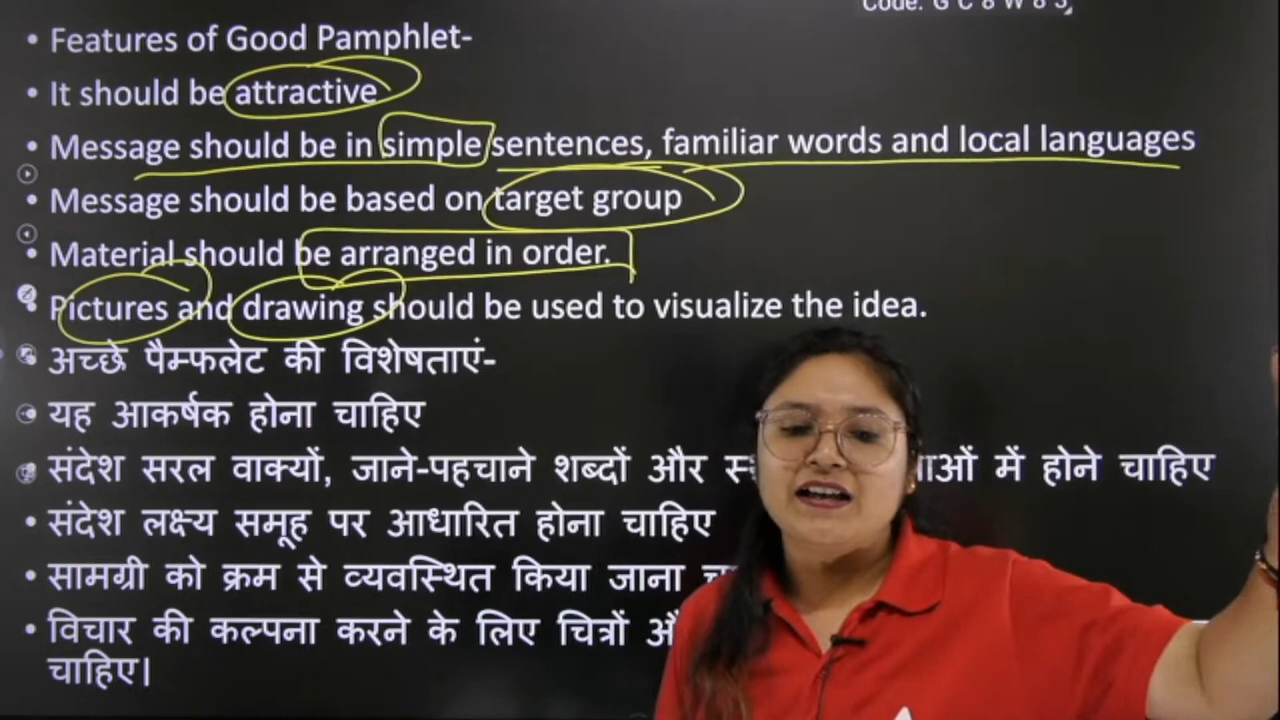 Code: G C 8 W 8 S
• Features of Good Pamphlet-
• It should be attractive
• Message should be in simple sentences, familiar words and local languages
• Message should be based on target group
• Material should be arranged in order.
• Pictures and drawing should be used to visualize the idea.
• अच्छे पैम्फलेट की विशेषताएं-
• यह आकर्षक होना चाहिए
• संदेश सरल वाक्यों, जाने-पहचाने शब्दों और में होने चाहिए
• संदेश लक्ष्य समूह पर आधारित होना चाहिए
• सामग्री को क्रम से व्यवस्थित किया जाना
• विचार की कल्पना करने के लिए चित्रों
चाहिए।